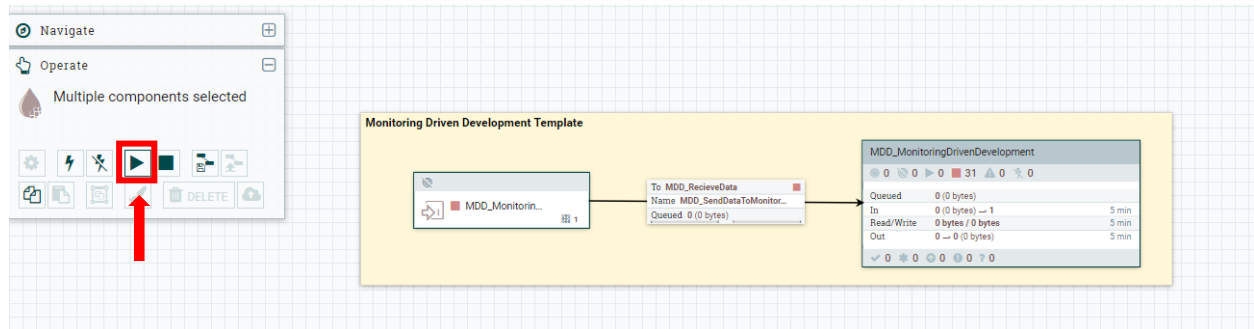 Navigate
Operate
Multiple components selected
DELETE
Monitoring Driven Development Template
MDD_Monitorin...
1
To MDD_RecieveData
Name MDD_SendDataToMonitor...
Queued 0 (0 bytes)
MDD_MonitoringDrivenDevelopment
0 0 0 31 0 0
Queued 0 (0 bytes)
In 0 (0 bytes) → 1 5 min
Read/Write 0 bytes / 0 bytes 5 min
Out 0 → 0 (0 bytes) 5 min
0 0 0 0 ? 0